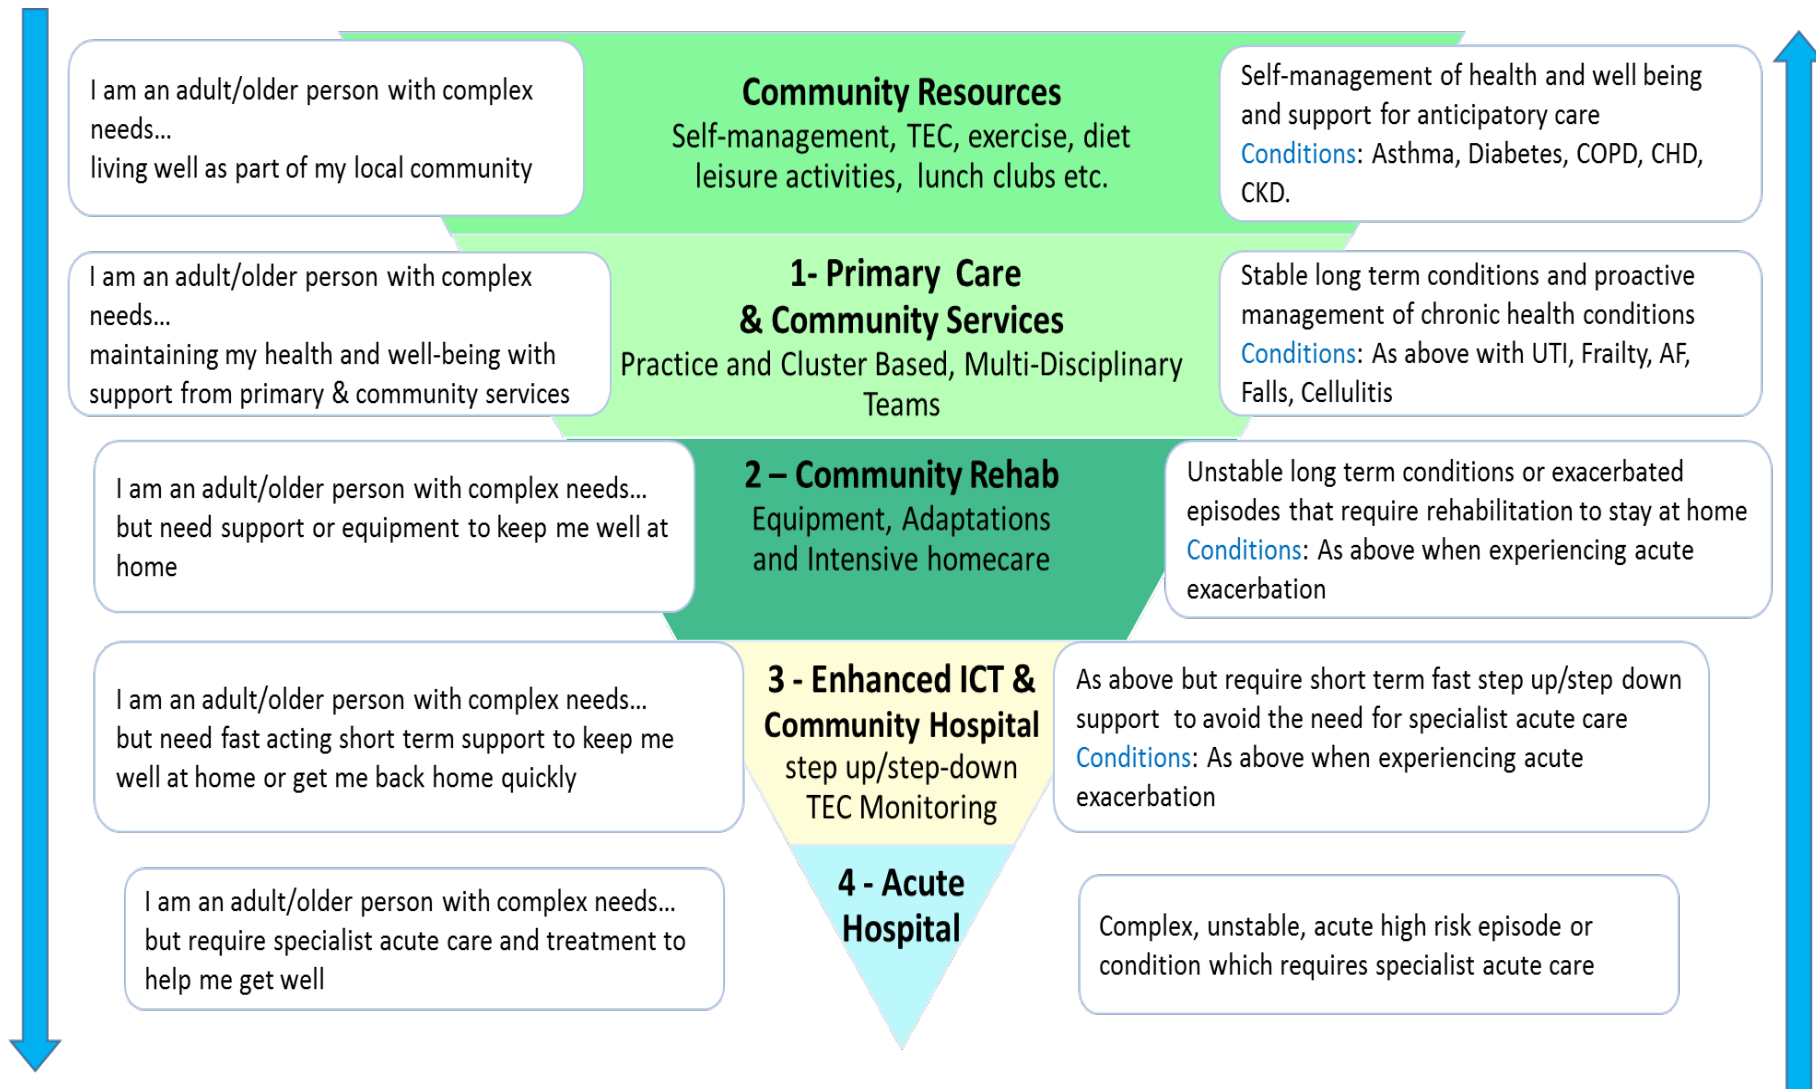 I am an adult/older person with complex
needs...
living well as part of my local community
Community Resources
Self-management, TEC, exercise, diet
leisure activities, lunch clubs etc.
Self-management of health and well being
and support for anticipatory care
Conditions: Asthma, Diabetes, COPD, CHD,
CKD.
I am an adult/older person with complex
needs...
maintaining my health and well-being with
support from primary & community services
1- Primary Care
& Community Services
Practice and Cluster Based, Multi-Disciplinary
Teams
Stable long term conditions and proactive
management of chronic health conditions
Conditions: As above with UTI, Frailty, AF,
Falls, Cellulitis
I am an adult/older person with complex needs...
but need support or equipment to keep me well at
home
2 – Community Rehab
Equipment, Adaptations
and Intensive homecare
Unstable long term conditions or exacerbated
episodes that require rehabilitation to stay at home
Conditions: As above when experiencing acute
exacerbation
I am an adult/older person with complex needs...
but need fast acting short term support to keep me
well at home or get me back home quickly
3 - Enhanced ICT &
Community Hospital
step up/step-down
TEC Monitoring
As above but require short term fast step up/step down
support to avoid the need for specialist acute care
Conditions: As above when experiencing acute
exacerbation
I am an adult/older person with complex needs...
but require specialist acute care and treatment to
help me get well
4 - Acute
Hospital
Complex, unstable, acute high risk episode or
condition which requires specialist acute care